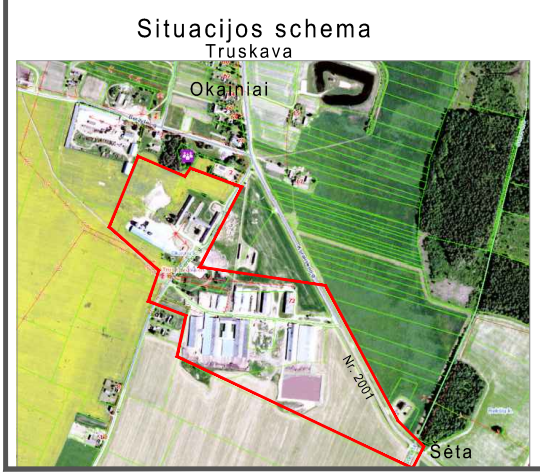 Situacijos schema
Truskava
Okainiai
Nr. 2001
Šėta